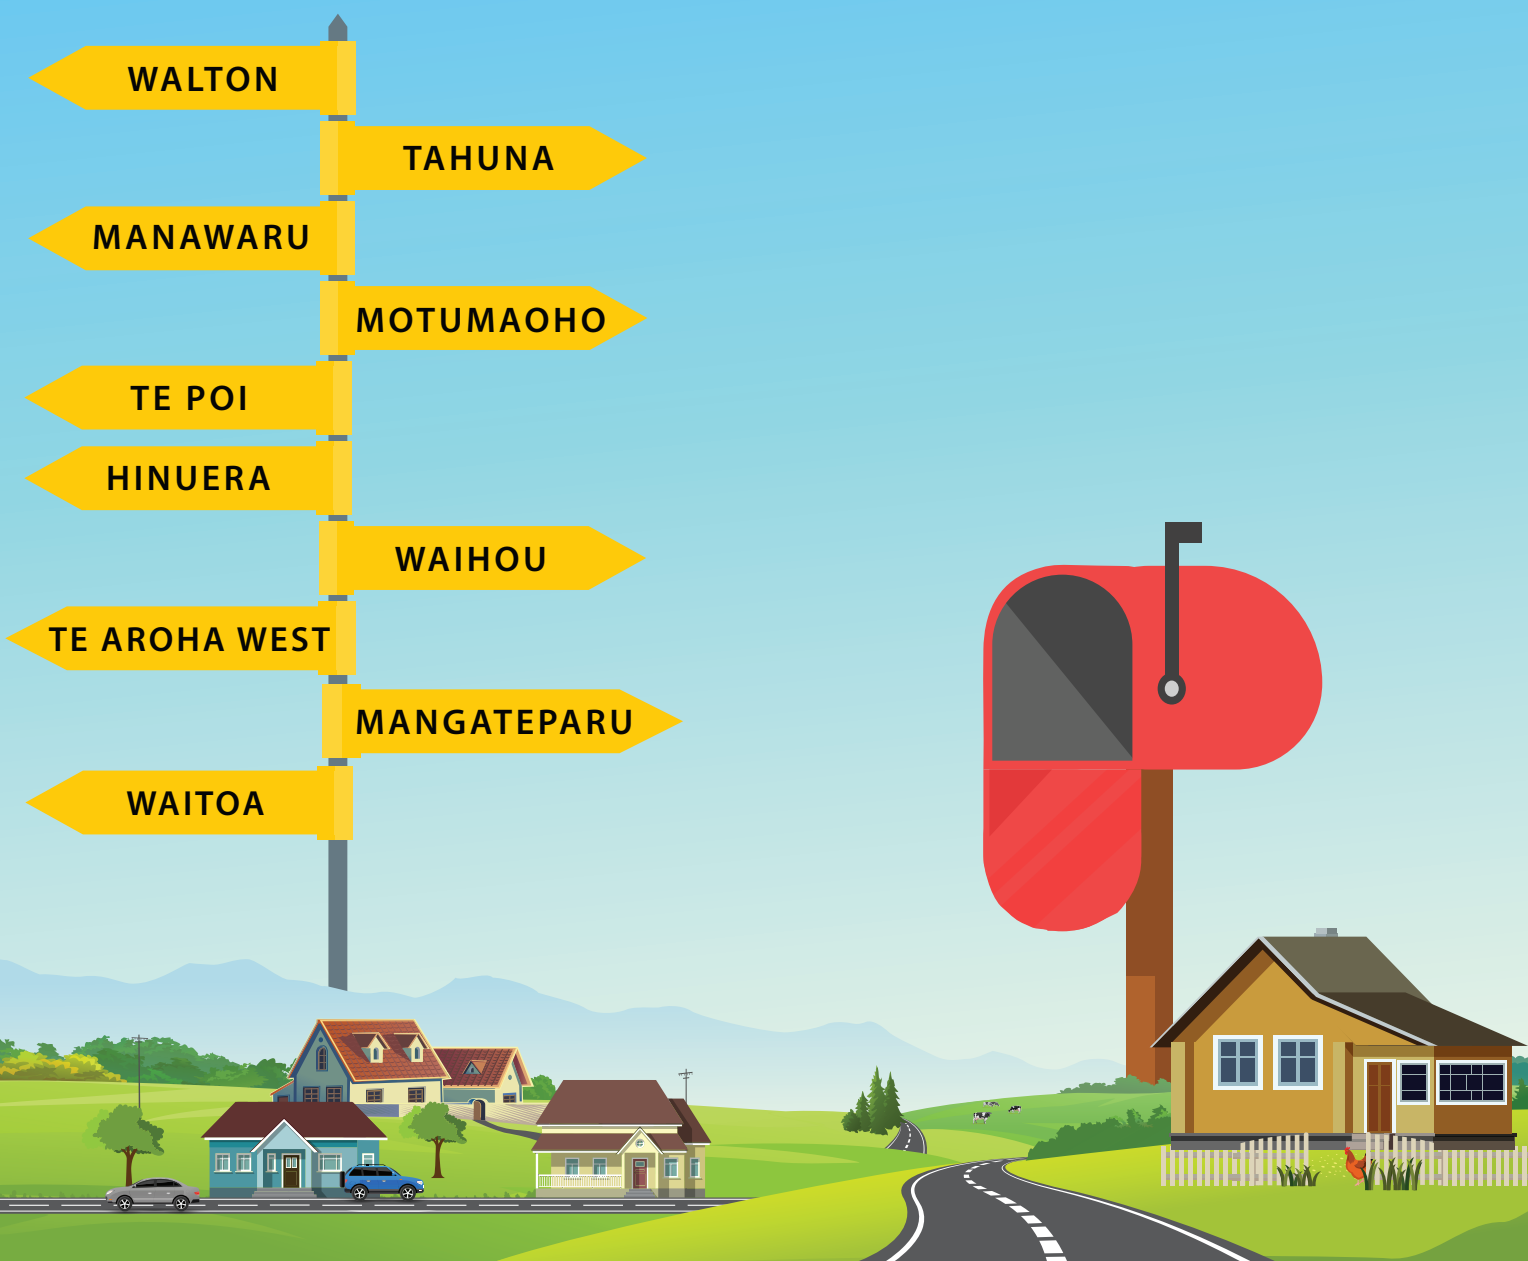 WALTON
TAHUNA
MANAWARU
MOTUMAOHO
TE POI
HINUERA
WAIHOU
TE AROHA WEST
MANGATEPARU
WAITOA